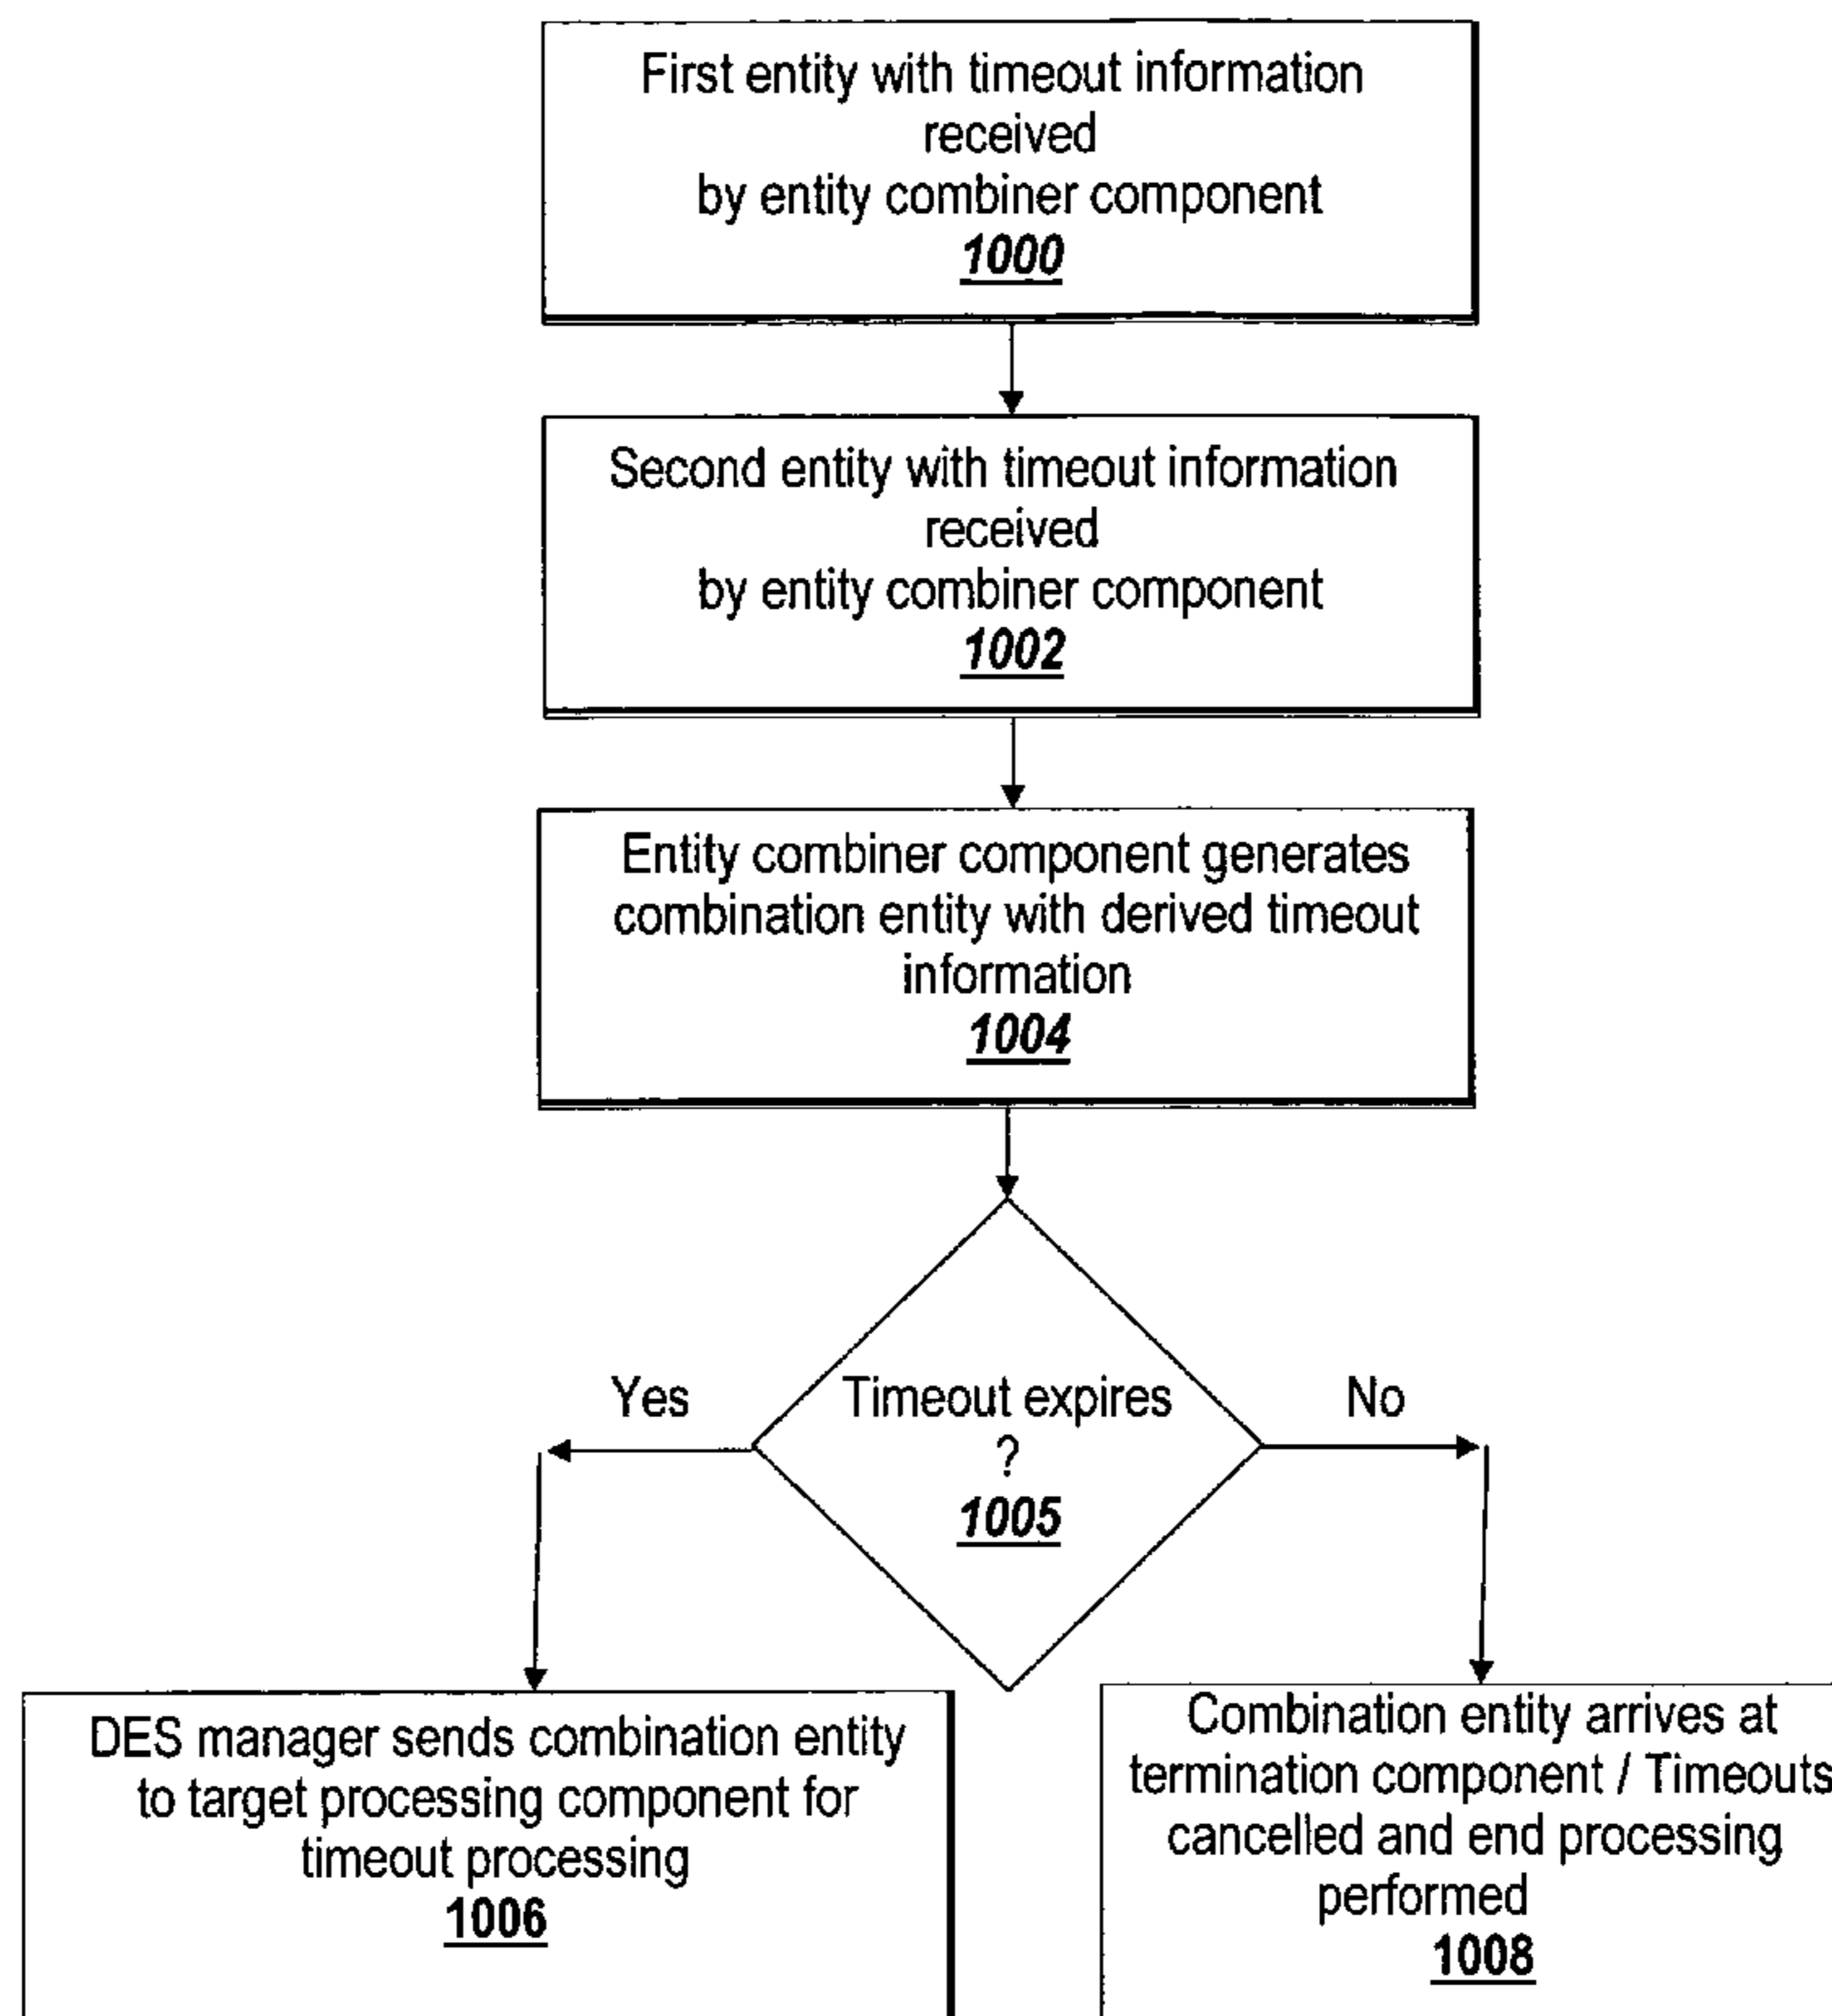 First entity with timeout information
received
by entity combiner component
1000
Second entity with timeout information
received
by entity combiner component
1002
Entity combiner component generates
combination entity with derived timeout
information
1004
Yes
Timeout expires
?
1005
No
DES manager sends combination entity
to target processing component for
timeout processing
1006
Combination entity arrives at
termination component / Timeouts
cancelled and end processing
performed
1008